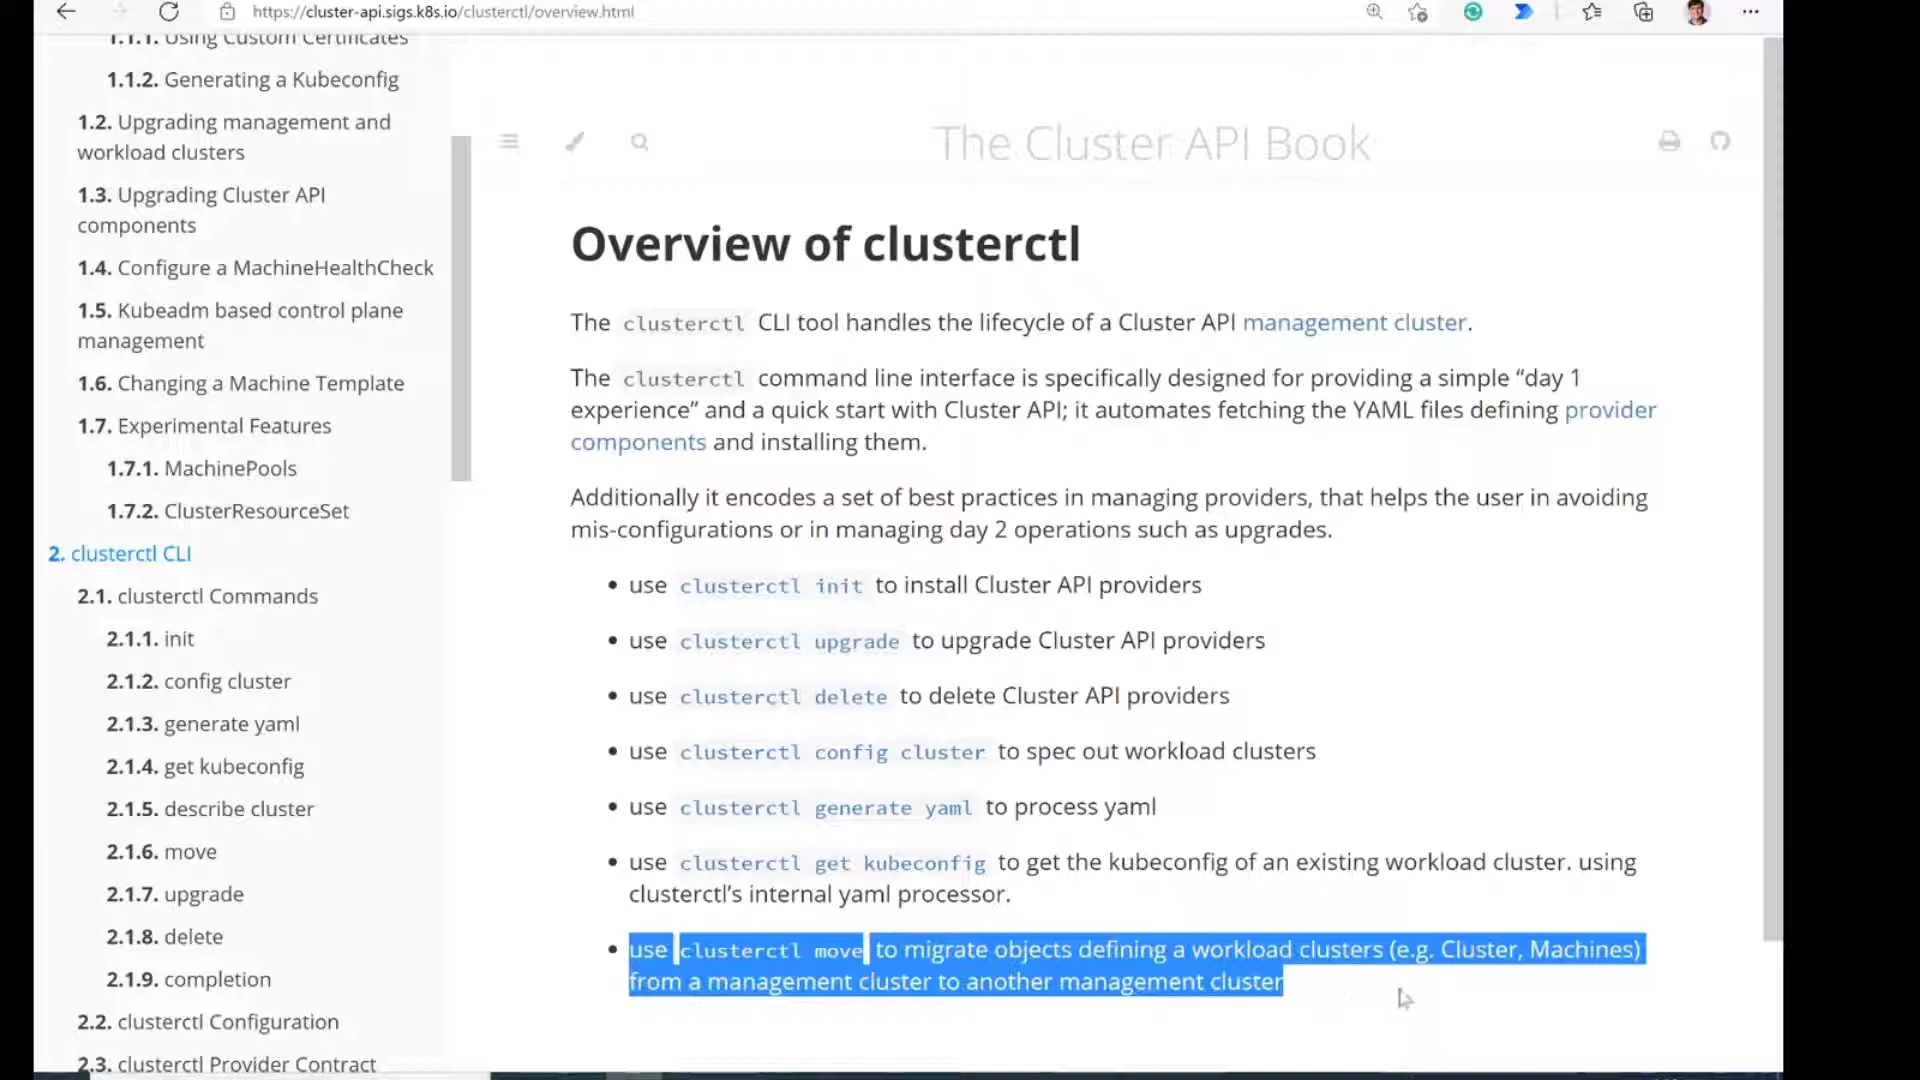 https://cluster-api.sigs.k8s.io/clusterctl/overview.html
1.1.1. Using Custom Certificates
1.1.2. Generating a Kubeconfig
1.2. Upgrading management and
workload clusters
1.3. Upgrading Cluster API
components
1.4. Configure a MachineHealthCheck
1.5. Kubeadm based control plane
management
1.6. Changing a Machine Template
1.7. Experimental Features
1.7.1. MachinePools
1.7.2. ClusterResourceSet
2. clusterctl CLI
2.1. clusterctl Commands
2.1.1. init
2.1.2. config cluster
2.1.3. generate yaml
2.1.4. get kubeconfig
2.1.5. describe cluster
2.1.6. move
2.1.7. upgrade
2.1.8. delete
2.1.9. completion
2.2. clusterctl Configuration
2.3. clusterctl Provider Contract
The Cluster API Book
Overview of clusterctl
The clusterctl CLI tool handles the lifecycle of a Cluster API management cluster.
The clusterctl command line interface is specifically designed for providing a simple “day 1
experience” and a quick start with Cluster API; it automates fetching the YAML files defining provider
components and installing them.
Additionally it encodes a set of best practices in managing providers, that helps the user in avoiding
mis-configurations or in managing day 2 operations such as upgrades.
• use clusterctl init to install Cluster API providers
• use clusterctl upgrade to upgrade Cluster API providers
• use clusterctl delete to delete Cluster API providers
• use clusterctl config cluster to spec out workload clusters
• use clusterctl generate yaml to process yaml
• use clusterctl get kubeconfig to get the kubeconfig of an existing workload cluster. using
clusterctl’s internal yaml processor.
• use clusterctl move to migrate objects defining a workload clusters (e.g. Cluster, Machines)
from a management cluster to another management cluster